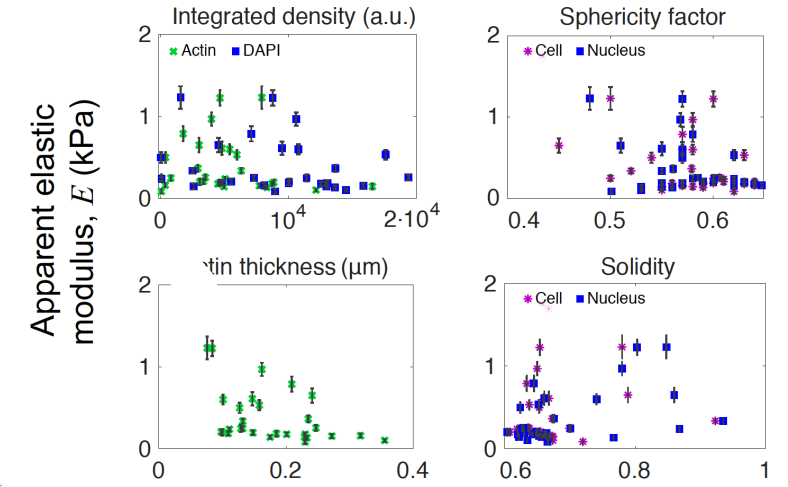 Integrated density (a.u.)
Sphericity factor
2
1
0
Actin DAPI
0 10⁴ 2·10⁴
2
1
0
Cell Nucleus
0.4 0.5 0.6
Apparent elastic
modulus, E (kPa)
tin thickness (μm)
Solidity
2
1
0
0 0.2 0.4
2
1
0
Cell Nucleus
0.6 0.8 1